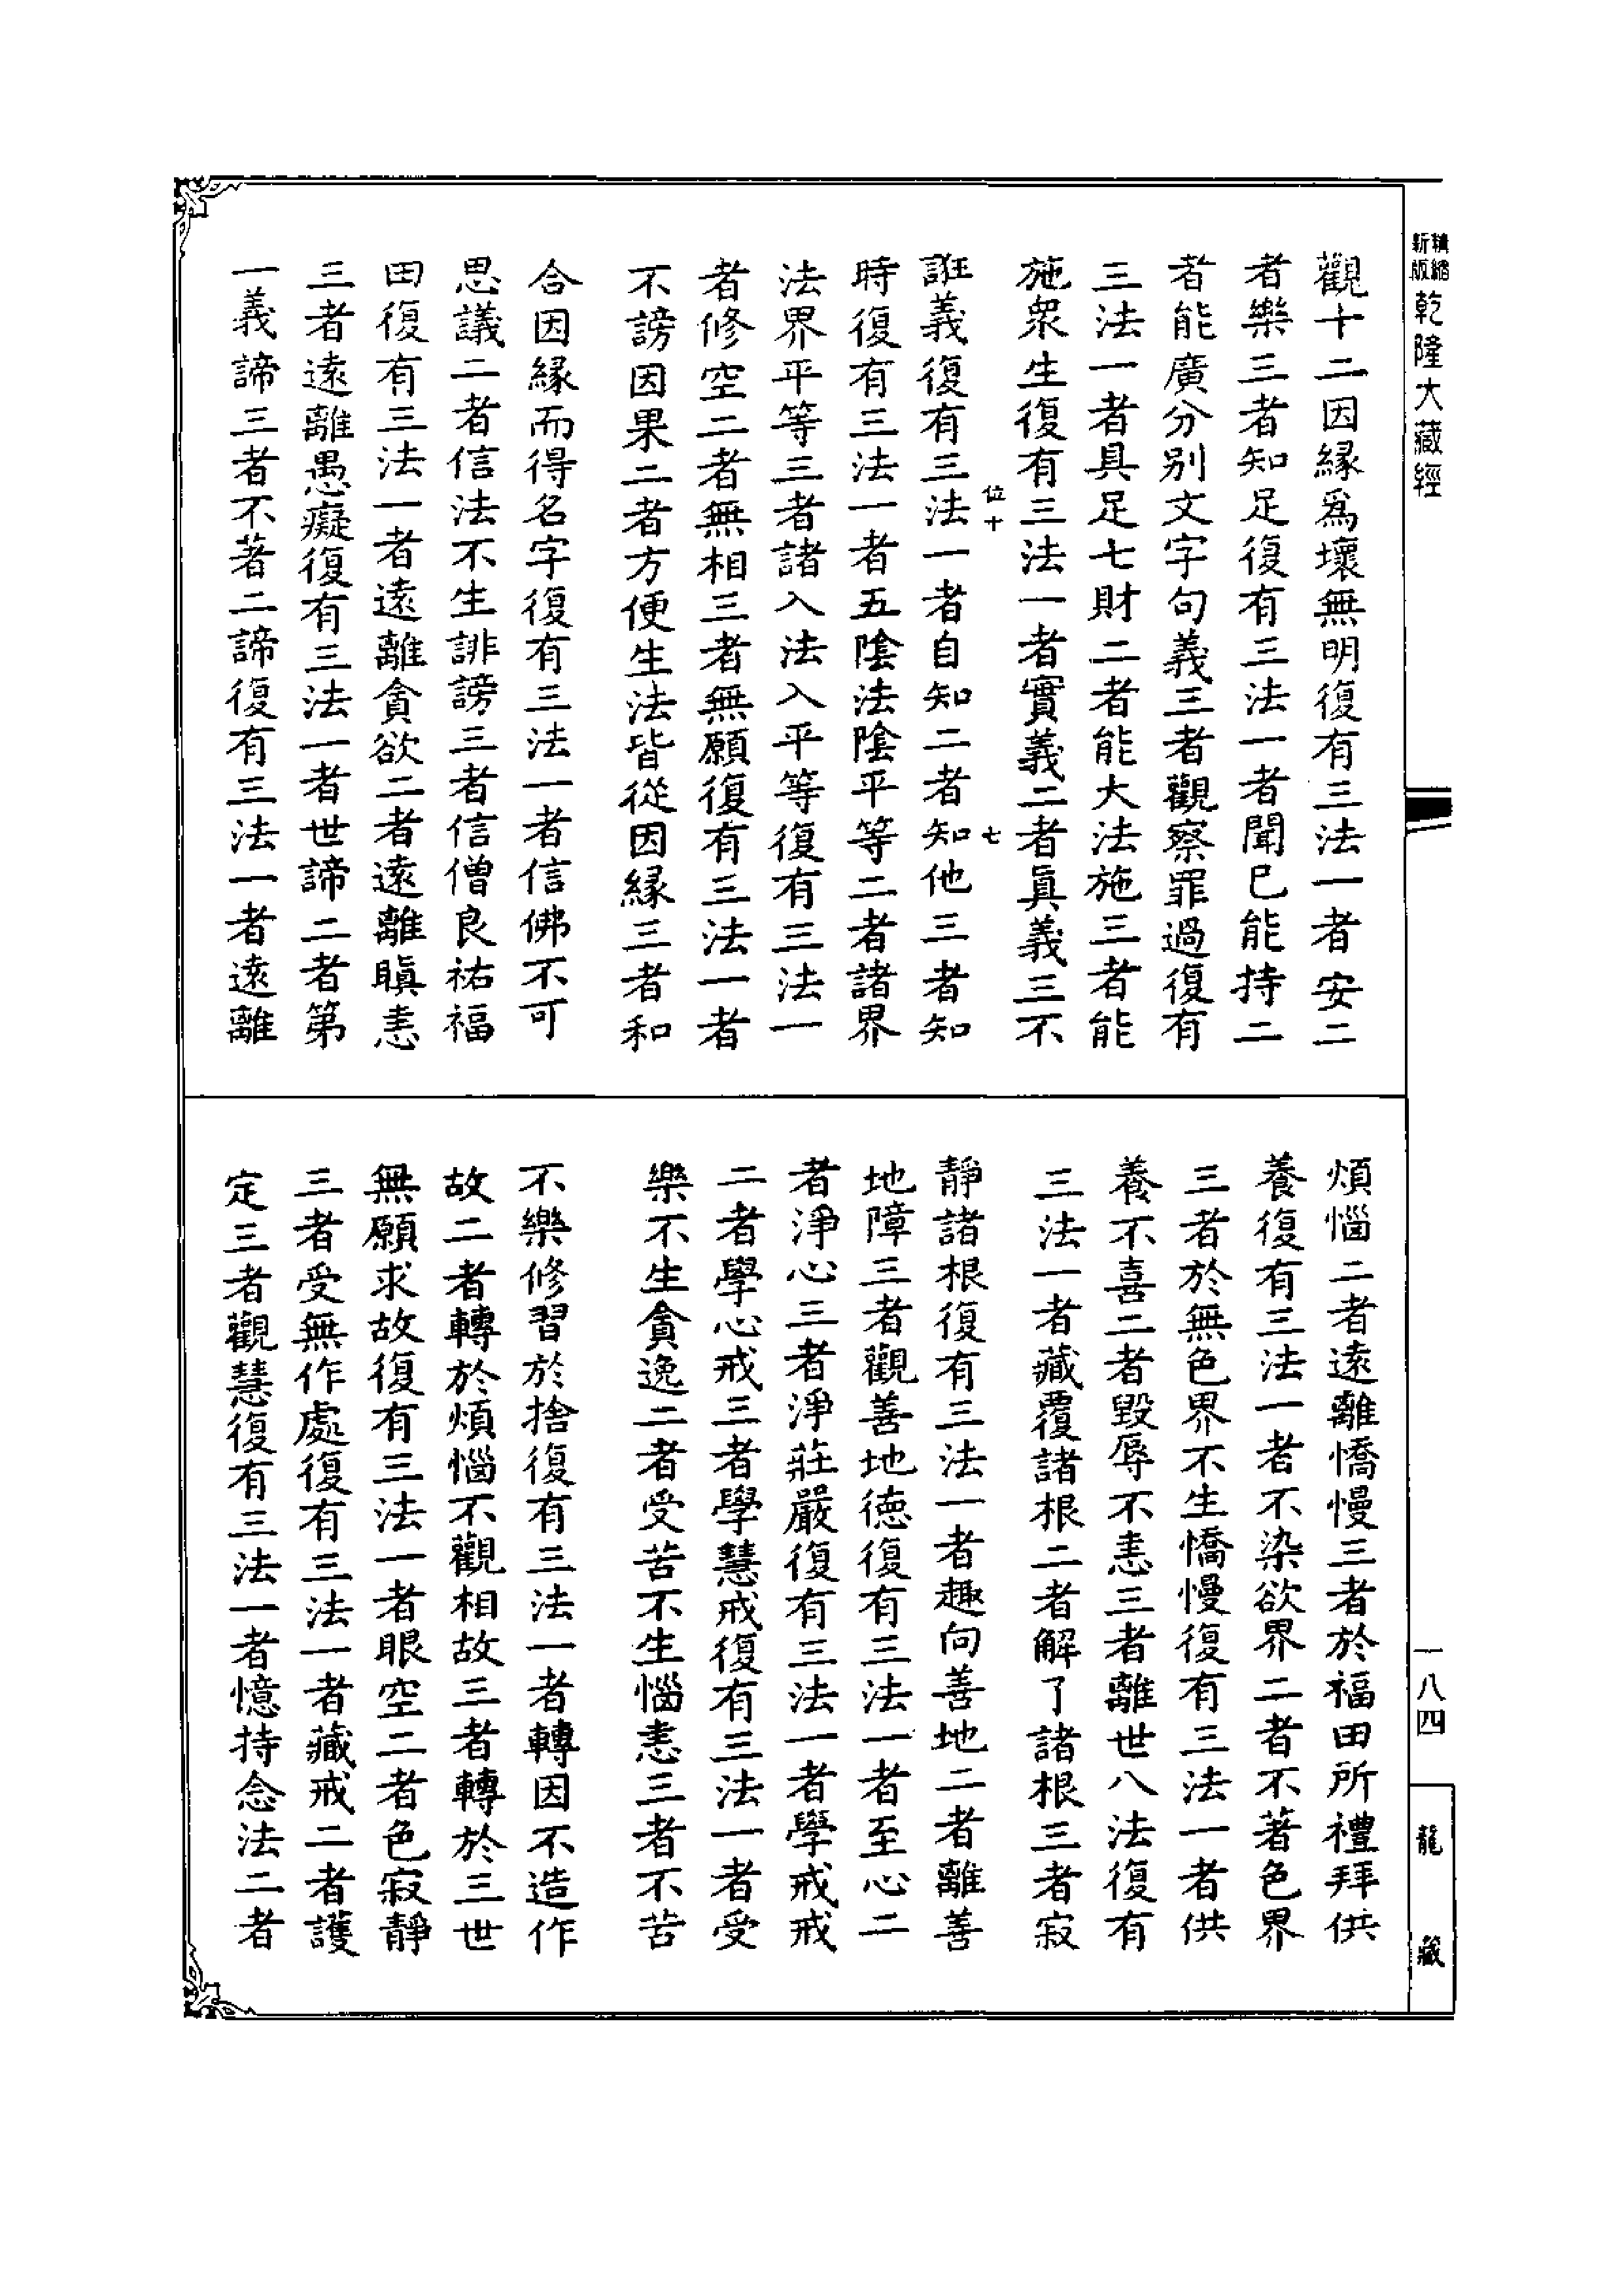 精縮新版乾隆大藏經
觀十二因緣爲壞無明復有三法一者安二
者樂三者知足復有三法一者聞巳能持二
者能廣分別文字句義三者觀察罪過復有
三法一者具足七財二者能大法施三者能
施衆生復有三法一者實義二者眞義三不
位十 七
誑義復有三法一者自知二者知他三者知
時復有三法一者五陰法陰平等二者諸界
法界平等三者諸入法入平等復有三法一
者修空二者無相三者無願復有三法一者
不謗因果二者方便生法皆從因緣三者和
合因緣而得名字復有三法一者信佛不可
思議二者信法不生誹謗三者信僧良祐福
田復有三法一者遠離貪欲二者遠離瞋恚
三者遠離愚癡復有三法一者世諦二者第
一義諦三者不著二諦復有三法一者遠離
煩惱二者遠離憍慢三者於福田所禮拜供
養復有三法一者不染欲界二者不著色界
三者於無色界不生憍慢復有三法一者供
養不喜二者毀辱不恚三者離世八法復有
三法一者藏覆諸根二者解了諸根三者寂
靜諸根復有三法一者趣向善地二者離善
地障三者觀善地德復有三法一者至心二
者淨心三者淨莊嚴復有三法一者學戒戒
二者學心戒三者學慧戒復有三法一者受
樂不生貪逸二者受苦不生惱恚三者不苦
不樂修習於捨復有三法一者轉因不造作
故二者轉於煩惱不觀相故三者轉於三世
無願求故復有三法一者眼空二者色寂靜
三者受無作處復有三法一者藏戒二者護
定三者觀慧復有三法一者憶持念法二者
一八四
龍藏